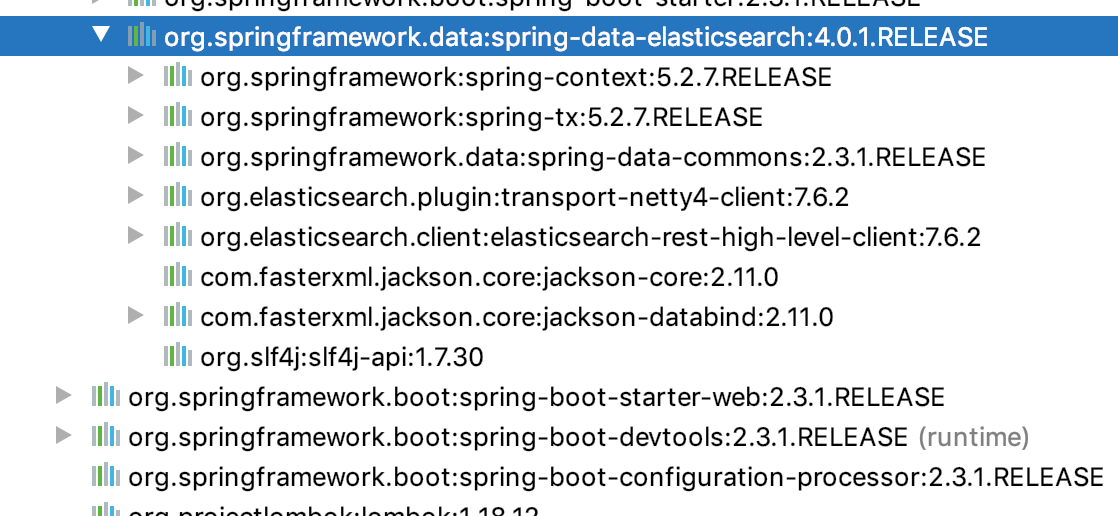 org.springframework.boot:spring-boot-starter:2.3.1.RELEASE
org.springframework.data:spring-data-elasticsearch:4.0.1.RELEASE
org.springframework:spring-context:5.2.7.RELEASE
org.springframework:spring-tx:5.2.7.RELEASE
org.springframework.data:spring-data-commons:2.3.1.RELEASE
org.elasticsearch.plugin:transport-netty4-client:7.6.2
org.elasticsearch.client:elasticsearch-rest-high-level-client:7.6.2
com.fasterxml.jackson.core:jackson-core:2.11.0
com.fasterxml.jackson.core:jackson-databind:2.11.0
org.slf4j:slf4j-api:1.7.30
org.springframework.boot:spring-boot-starter-web:2.3.1.RELEASE
org.springframework.boot:spring-boot-devtools:2.3.1.RELEASE (runtime)
org.springframework.boot:spring-boot-configuration-processor:2.3.1.RELEASE
org.projectlombok:lombok:1.18.12